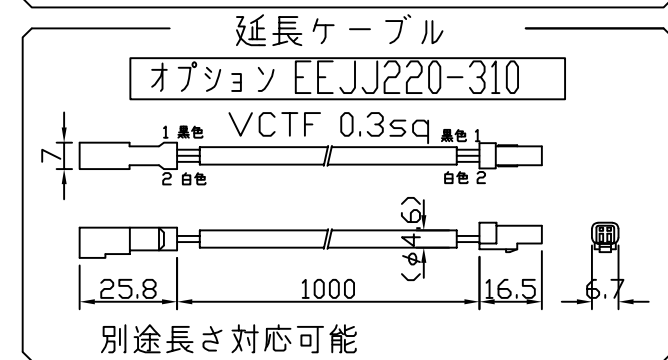 延長ケーブル
オプション EEJJ220-310
VCTF 0.3sq
1 黒色
黒色 1
7
2 白色
白色 2
(φ4.6)
25.8
1000
16.5
6.7
別途長さ対応可能